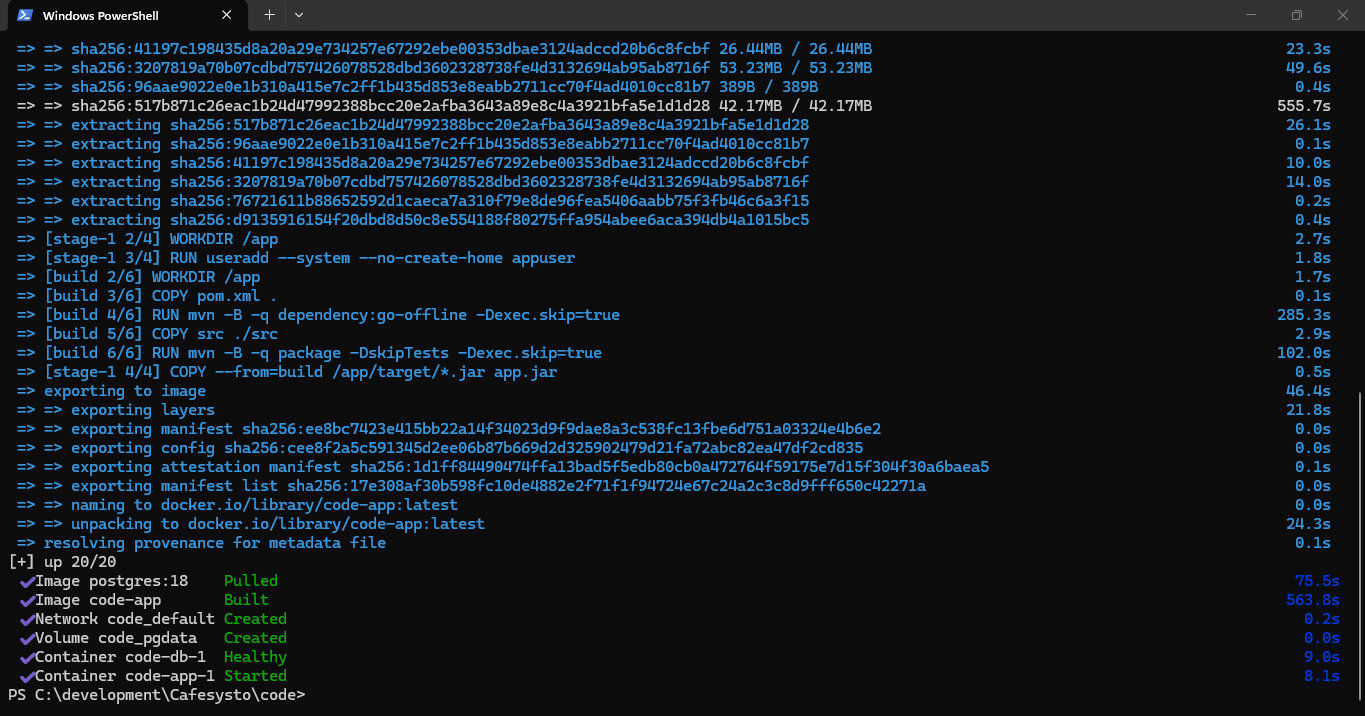 Windows PowerShell
=> => sha256:41197c198435d8a20a29e734257e67292ebe00353dbae3124adccd20b6c8fcbf 26.44MB / 26.44MB 23.3s
=> => sha256:3207819a70b07cdbd757426078528dbd3602328738fe4d3132694ab95ab8716f 53.23MB / 53.23MB 49.6s
=> => sha256:96aae9022e0e1b310a415e7c2ff1b435d853e8eabb2711cc70f4ad4010cc81b7 389B / 389B 0.4s
=> => sha256:517b871c26eac1b24d47992388bcc20e2afba3643a89e8c4a3921bfa5e1d1d28 42.17MB / 42.17MB 555.7s
=> => extracting sha256:517b871c26eac1b24d47992388bcc20e2afba3643a89e8c4a3921bfa5e1d1d28 26.1s
=> => extracting sha256:96aae9022e0e1b310a415e7c2ff1b435d853e8eabb2711cc70f4ad4010cc81b7 0.1s
=> => extracting sha256:41197c198435d8a20a29e734257e67292ebe00353dbae3124adccd20b6c8fcbf 10.0s
=> => extracting sha256:3207819a70b07cdbd757426078528dbd3602328738fe4d3132694ab95ab8716f 14.0s
=> => extracting sha256:76721611b88652592d1caeca7a310f79e8de96fea5406aabb75f3fb46c6a3f15 0.2s
=> => extracting sha256:d9135916154f20dbd8d50c8e554188f80275ffa954abee6aca394db4a1015bc5 0.4s
=> [stage-1 2/4] WORKDIR /app 2.7s
=> [stage-1 3/4] RUN useradd --system --no-create-home appuser 1.8s
=> [build 2/6] WORKDIR /app 1.7s
=> [build 3/6] COPY pom.xml . 0.1s
=> [build 4/6] RUN mvn -B -q dependency:go-offline -Dexec.skip=true 285.3s
=> [build 5/6] COPY src ./src 2.9s
=> [build 6/6] RUN mvn -B -q package -DskipTests -Dexec.skip=true 102.0s
=> [stage-1 4/4] COPY --from=build /app/target/*.jar app.jar 0.5s
=> exporting to image 46.4s
=> => exporting layers 21.8s
=> => exporting manifest sha256:ee8bc7423e415bb22a14f34023d9f9dae8a3c538fc13fbe6d751a03324e4b6e2 0.0s
=> => exporting config sha256:cee8f2a5c591345d2ee06b87b669d2d325902479d21fa72abc82ea47df2cd835 0.0s
=> => exporting attestation manifest sha256:1d1ff84490474ffa13bad5f5edb80cb0a472764f59175e7d15f304f30a6baea5 0.1s
=> => exporting manifest list sha256:17e308af30b598fc10de4882e2f71f1f94724e67c24a2c3c8d9fff650c42271a 0.0s
=> => naming to docker.io/library/code-app:latest 0.0s
=> => unpacking to docker.io/library/code-app:latest 24.3s
=> resolving provenance for metadata file 0.1s
[+] up 20/20
✔Image postgres:18 Pulled 75.5s
✔Image code-app Built 563.8s
✔Network code_default Created 0.2s
✔Volume code_pgdata Created 0.0s
✔Container code-db-1 Healthy 9.0s
✔Container code-app-1 Started 8.1s
PS C:\development\Cafesysto\code>